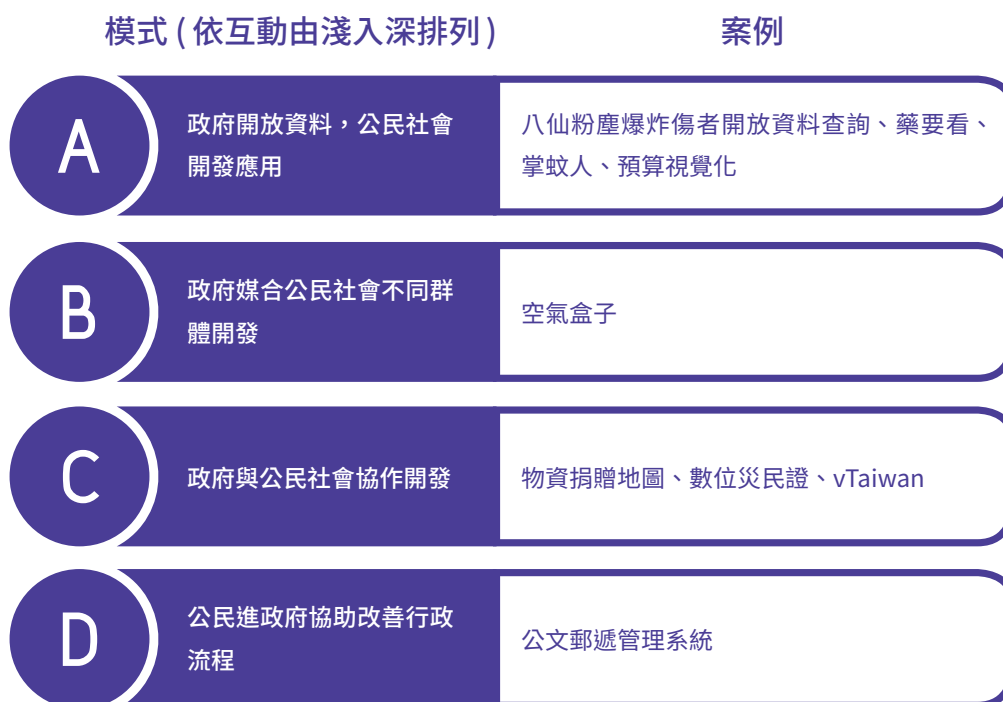 模式 ( 依互動由淺入深排列 )
案例
A
政府開放資料，公民社會
開發應用
八仙粉塵爆炸傷者開放資料查詢、藥要看、
掌蚊人、預算視覺化
B
政府媒合公民社會不同群
體開發
空氣盒子
C
政府與公民社會協作開發
物資捐贈地圖、數位災民證、vTaiwan
D
公民進政府協助改善行政
流程
公文郵遞管理系統